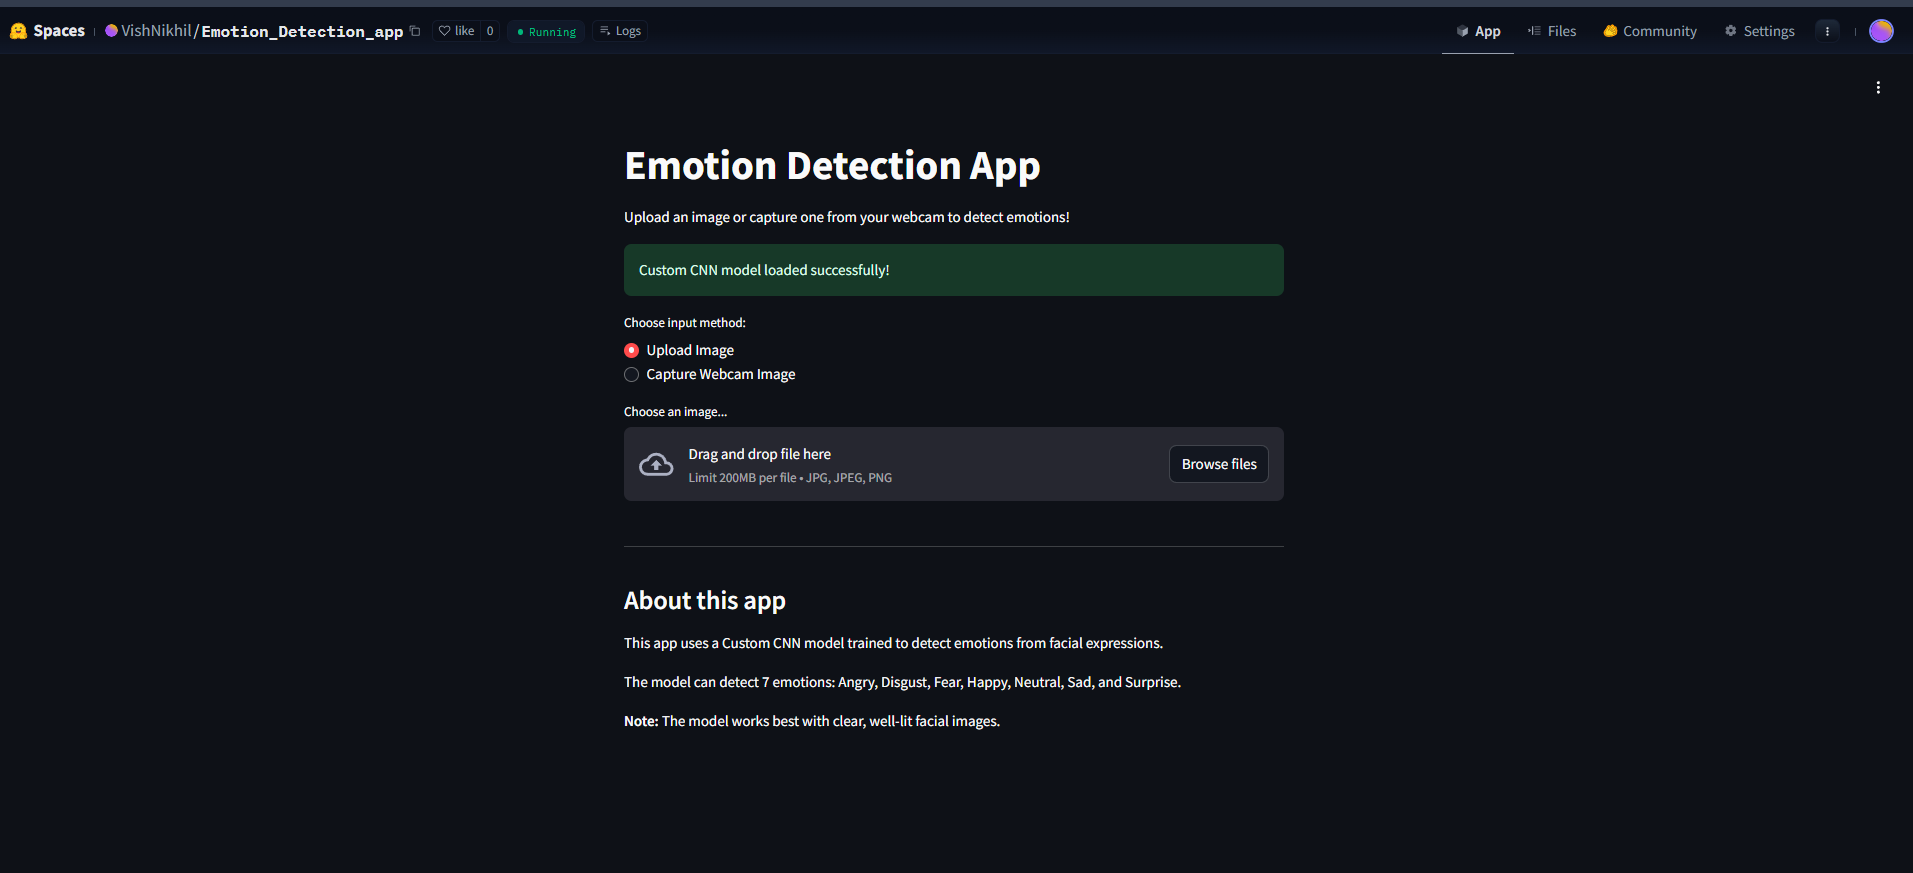 Spaces VishNikhil/Emotion_Detection_app like 0 Running Logs App Files Community Settings
Emotion Detection App
Upload an image or capture one from your webcam to detect emotions!
Custom CNN model loaded successfully!
Choose input method:
Upload Image
Capture Webcam Image
Choose an image...
Drag and drop file here
Limit 200MB per file • JPG, JPEG, PNG
Browse files
About this app
This app uses a Custom CNN model trained to detect emotions from facial expressions.
The model can detect 7 emotions: Angry, Disgust, Fear, Happy, Neutral, Sad, and Surprise.
Note: The model works best with clear, well-lit facial images.